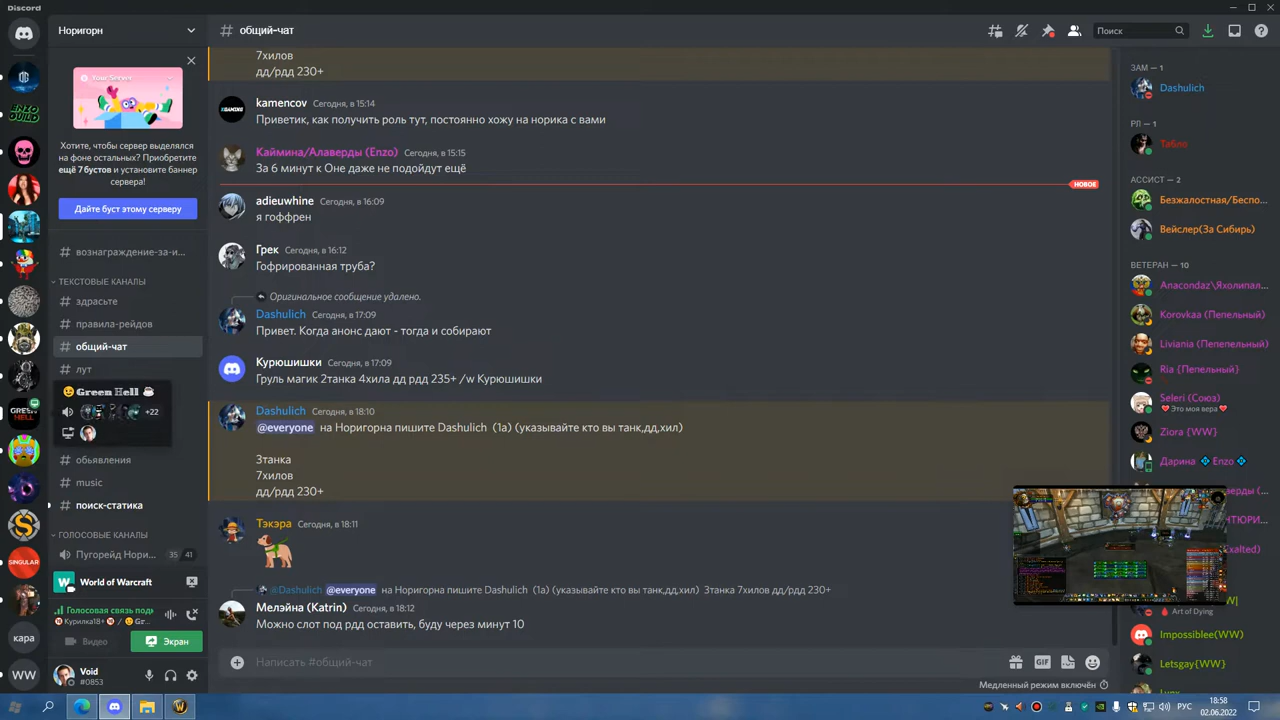 Discord
Норигорн
# общий-чат
Поиск
Your Server
Хотите, чтобы сервер выделялся
на фоне остальных? Приобретите
ещё 7 бустов и установите баннер
сервера!
Дайте буст этому серверу
# вознаграждение-за-и...
ТЕКСТОВЫЕ КАНАЛЫ
# здрасьте
# правила-рейдов
# общий-чат
# лут
Green Hell
+22
# обьявления
# music
# поиск-статика
ГОЛОСОВЫЕ КАНАЛЫ
Пугорейд Нори...
35 41
World of Warcraft
Голосовая связь подк
Видео
Экран
Void
#0853
ENZO
GUILD
GREEN
HELL
SINGULAR
кара
WW
7хилов
дд/рдд 230+
kamencov Сегодня, в 15:14
Приветик, как получить роль тут, постоянно хожу на норика с вами
Каймина/Алаверды (Enzo) Сегодня, в 15:15
За 6 минут к Оне даже не подойдут ещё
НОВОЕ
adieuwhine Сегодня, в 16:09
я гоффрен
Грек Сегодня, в 16:12
Гофрированная труба?
Оригинальное сообщение удалено.
Dashulich Сегодня, в 17:09
Привет. Когда анонс дают - тогда и собирают
Курюшишки Сегодня, в 17:09
Груль магик 2танка 4хила дд рдд 235+ /w Курюшишки
Dashulich Сегодня, в 18:10
@everyone на Норигорна пишите Dashulich (1а) (указывайте кто вы танк,дд,хил)
3танка
7хилов
дд/рдд 230+
Тэкэра Сегодня, в 18:11
@Dashulich @everyone на Норигорна пишите Dashulich (1а) (указывайте кто вы танк,дд,хил) 3танка 7хилов дд/рдд 230+
Мелэйна (Katrin) Сегодня, в 18:12
Можно слот под рдд оставить, буду через минут 10
Написать #общий-чат
GIF
Медленный режим включён
ЗАМ — 1
Dashulich
РЛ — 1
Табло
АССИСТ — 2
Безжалостная/Беспо...
Вейслер(За Сибирь)
ВЕТЕРАН — 10
Anacondaz\Яхолипал...
Korovkaa (Пепельный)
Liviania (Пепепельный)
Ria {Пепельный}
Seleri (Союз)
Это моя вера
Ziora {WW}
Дарина Enzo
Art of Dying
Impossiblee(WW)
Letsgay{WW}
РУС
18:58
02.06.2022